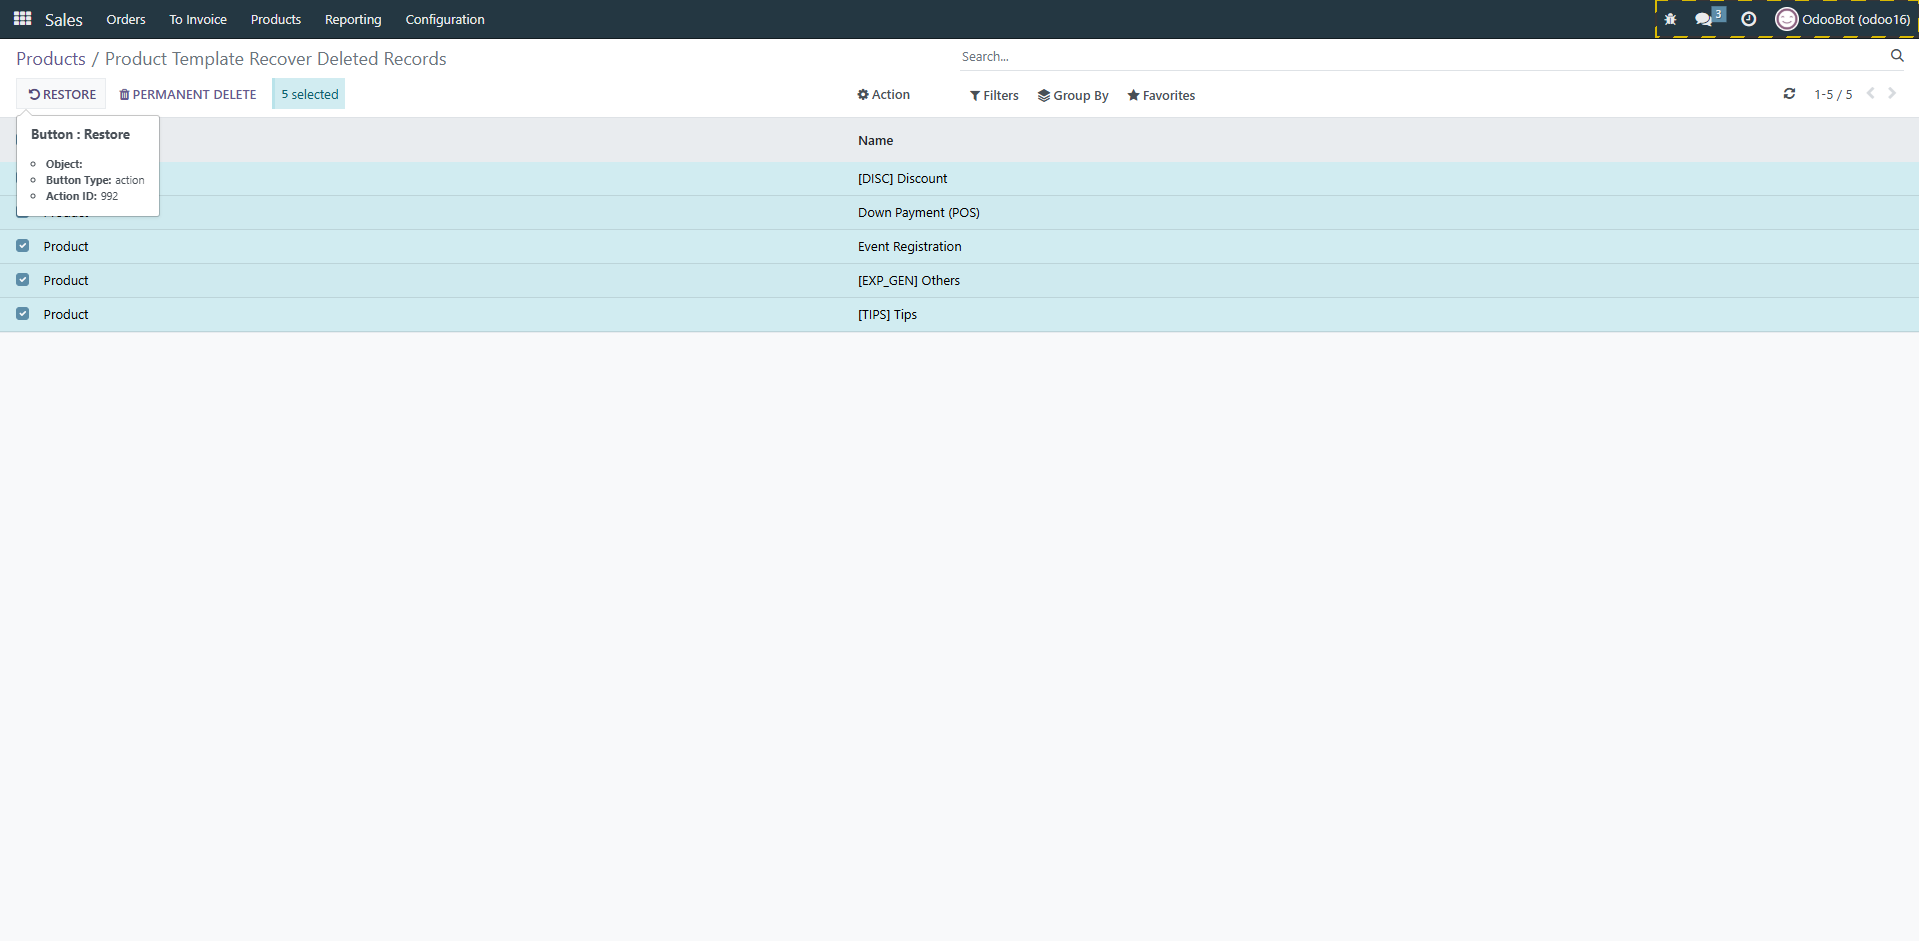 Sales Orders To Invoice Products Reporting Configuration 3 OdooBot (odoo16)
Products / Product Template Recover Deleted Records Search...
RESTORE PERMANENT DELETE 5 selected Action Filters Group By Favorites 1-5 / 5
Button : Restore
Object:
Button Type: action
Action ID: 992
Name
[DISC] Discount
Down Payment (POS)
Product Event Registration
Product [EXP_GEN] Others
Product [TIPS] Tips